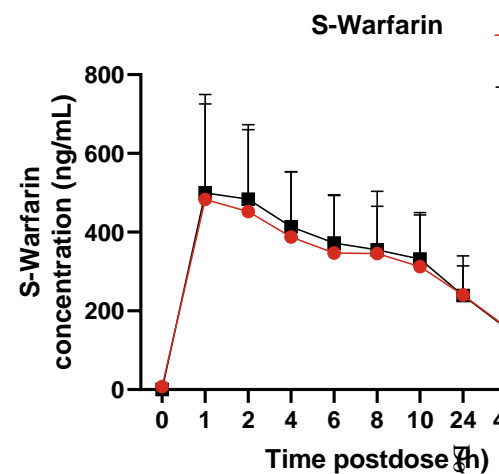 S-Warfarin
S-Warfarin
concentration (ng/mL)
800
600
400
200
0
0 1 2 4 6 8 10 24 4
Time postdose (h)